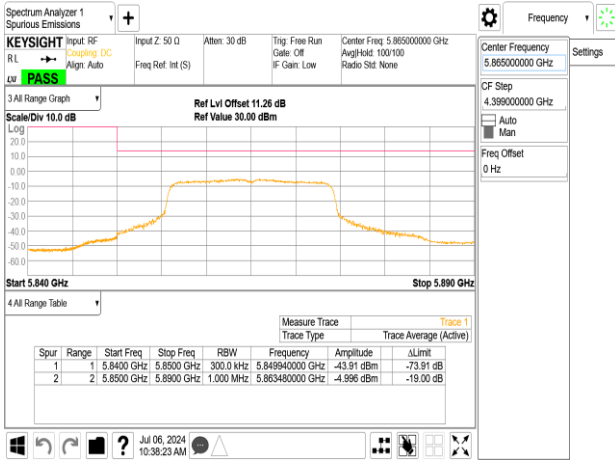 Spectrum Analyzer 1
Spurious Emissions
Frequency
Settings
KEYSIGHT
RL
LXI
PASS
Input: RF
Coupling: DC
Align: Auto
Input Z: 50 Ω
Freq Ref: Int (S)
Atten: 30 dB
Trig: Free Run
Gate: Off
IF Gain: Low
Center Freq: 5.865000000 GHz
Avg|Hold: 100/100
Radio Std: None
Center Frequency
5.865000000 GHz
CF Step
4.399000000 GHz
Auto
Man
Freq Offset
0 Hz
3 All Range Graph
Scale/Div 10.0 dB
Ref Lvl Offset 11.26 dB
Ref Value 30.00 dBm
Log
20.0
10.0
0.00
-10.0
-20.0
-30.0
-40.0
-50.0
-60.0
Start 5.840 GHz
Stop 5.890 GHz
4 All Range Table
Measure Trace Trace 1
Trace Type Trace Average (Active)
Spur Range Start Freq Stop Freq RBW Frequency Amplitude ΔLimit
1 1 5.8400 GHz 5.8500 GHz 300.0 kHz 5.849940000 GHz -43.91 dBm -73.91 dB
2 2 5.8500 GHz 5.8900 GHz 1.000 MHz 5.863480000 GHz -4.996 dBm -19.00 dB
Jul 06, 2024
10:38:23 AM